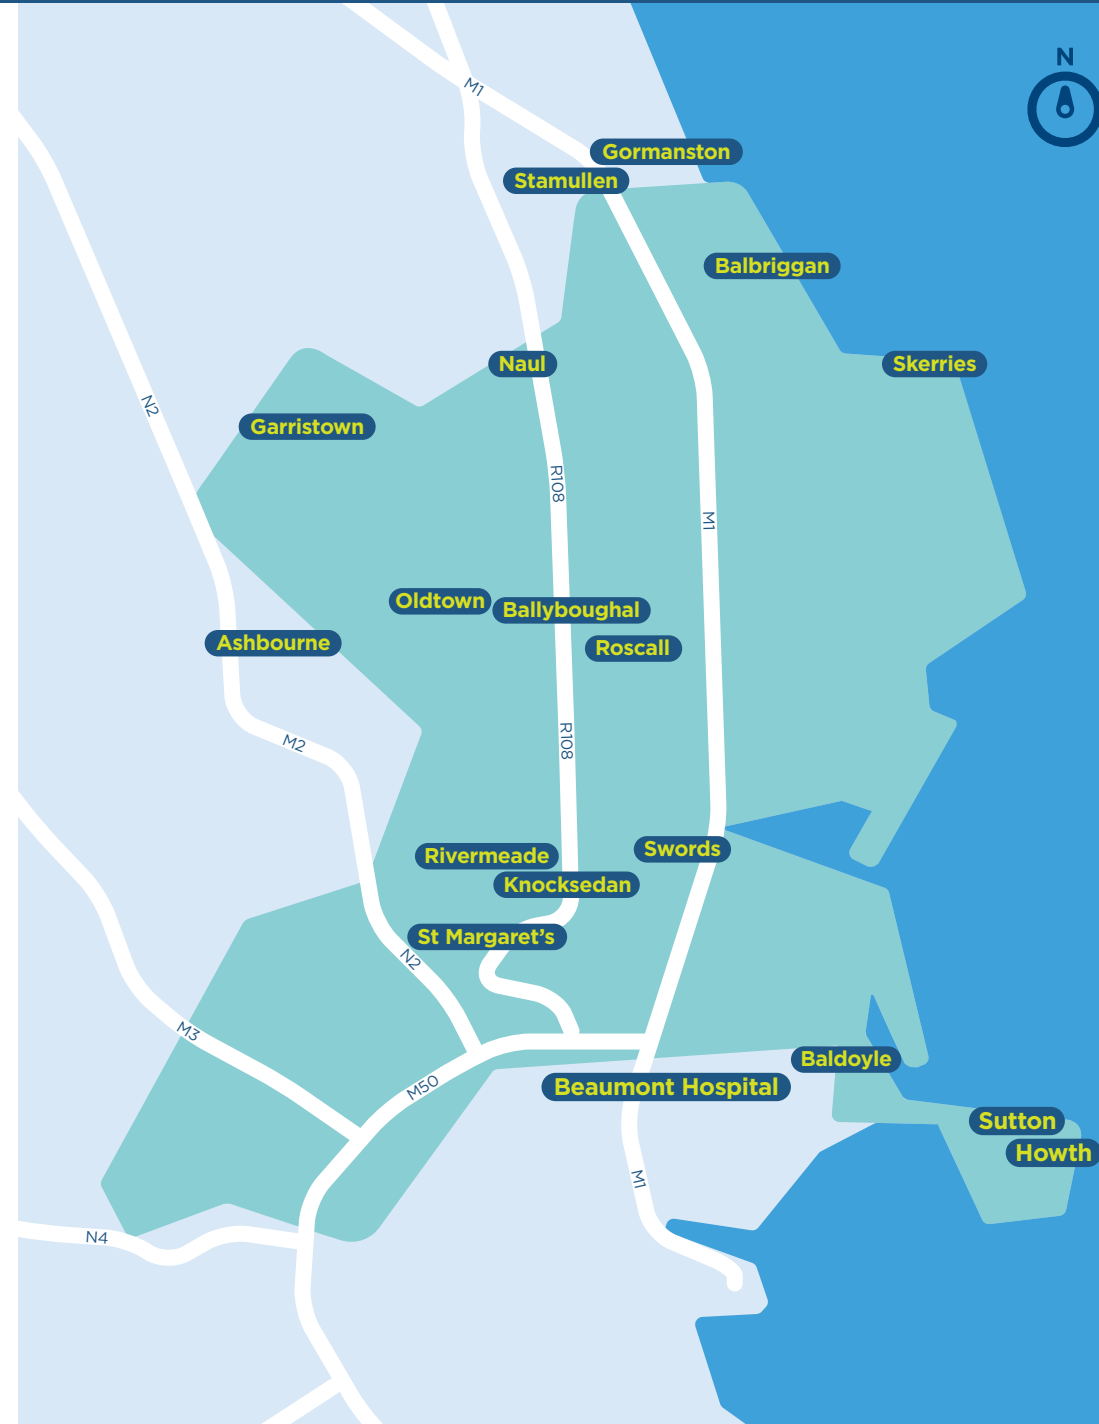 N
M1
Gormanston
Stamullen
Balbriggan
Naul
Skerries
N2
Garristown
R108
M1
Oldtown
Ballyboughal
Ashbourne
Roscall
M2
R108
Swords
Rivermeade
Knocksedan
St Margaret's
N2
M3
Baldoyle
M50
Beaumont Hospital
Sutton
Howth
M1
N4